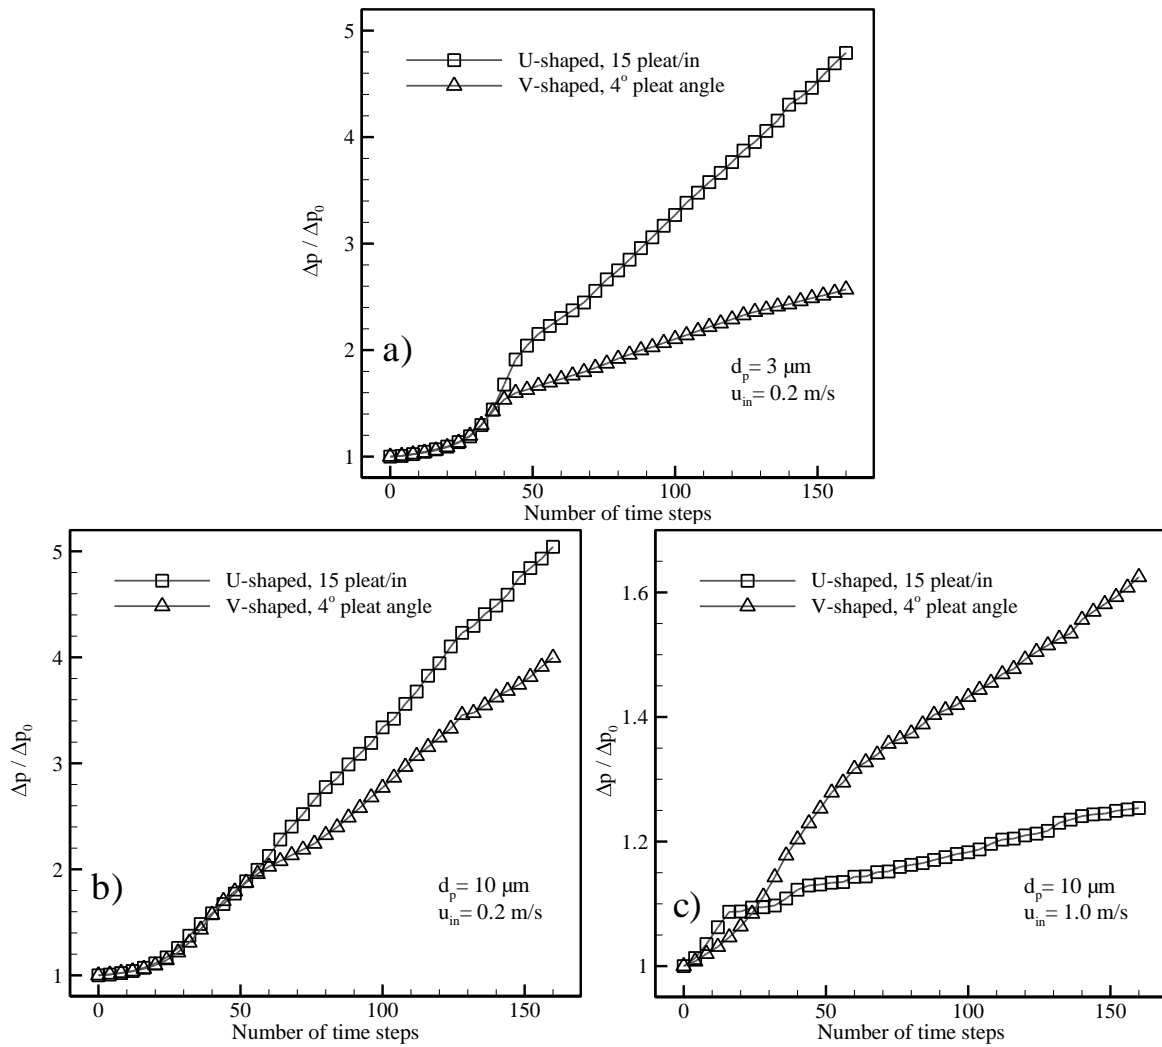 5
4
3
2
1
Δp / Δp₀
U-shaped, 15 pleat/in
V-shaped, 4° pleat angle
a)
dₚ= 3 µm
uᵢₙ= 0.2 m/s
0 50 100 150
Number of time steps
5
4
3
2
1
Δp / Δp₀
U-shaped, 15 pleat/in
V-shaped, 4° pleat angle
b)
dₚ= 10 µm
uᵢₙ= 0.2 m/s
0 50 100 150
Number of time steps
1.6
1.4
1.2
1
Δp / Δp₀
U-shaped, 15 pleat/in
V-shaped, 4° pleat angle
c)
dₚ= 10 µm
uᵢₙ= 1.0 m/s
0 50 100 150
Number of time steps